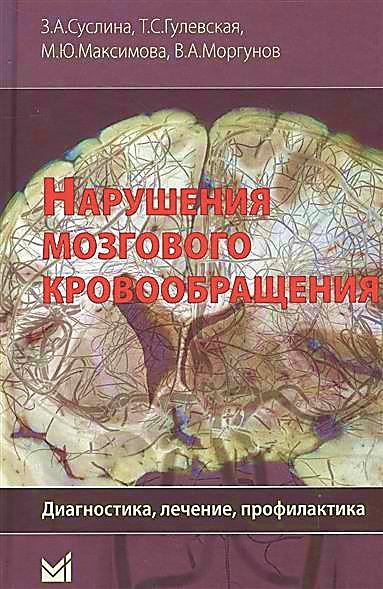 З.А.Суслина, Т.С.Гулевская,
М.Ю.Максимова, В.А.Моргунов
НАРУШЕНИЯ
МОЗГОВОГО
КРОВООБРАЩЕНИЯ
Диагностика, лечение, профилактика